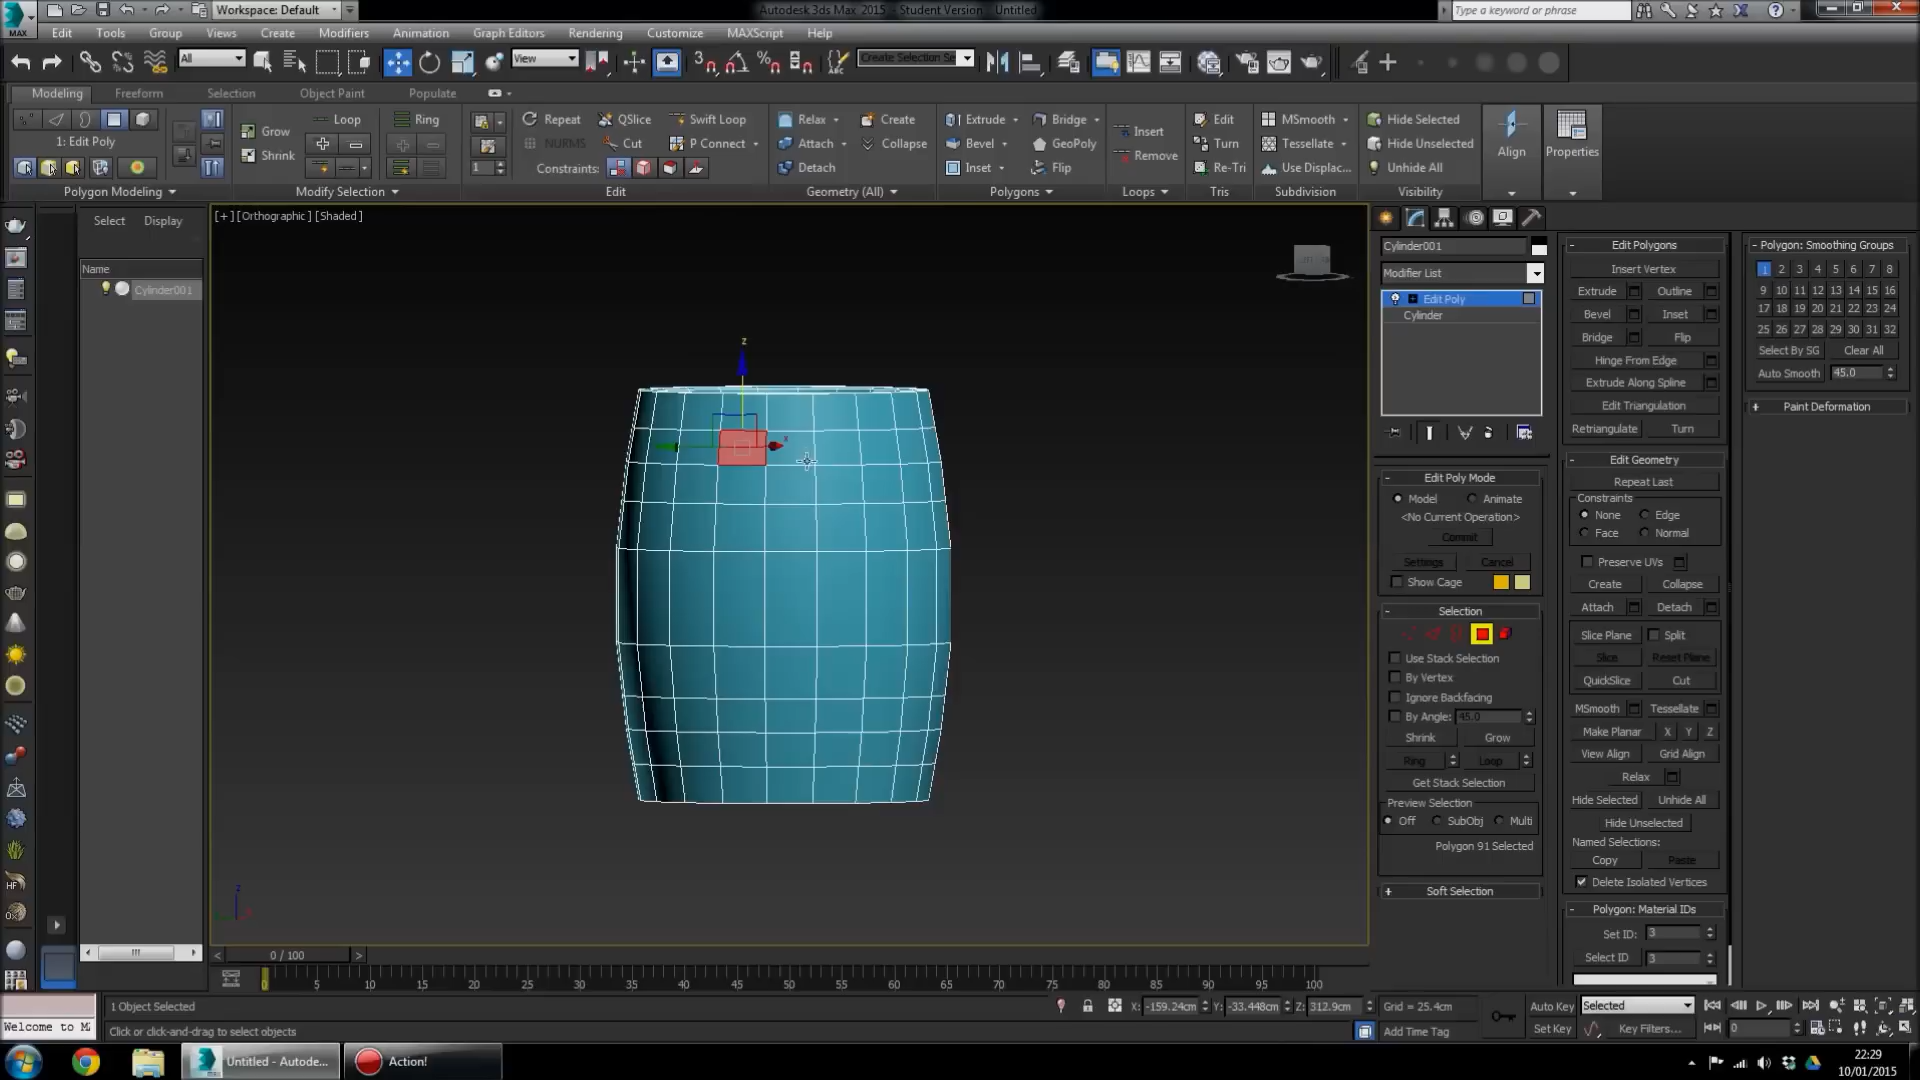 Workspace: Default
Autodesk 3ds Max 2015 - Student Version Untitled
Type a keyword or phrase
MAX
Edit Tools Group Views Create Modifiers Animation Graph Editors Rendering Customize MAXScript Help
All View 3 Create Selection Se
Modeling Freeform Selection Object Paint Populate
Loop Ring Repeat QSlice Swift Loop Relax Create Extrude Bridge Insert Edit MSmooth Hide Selected
Grow
1: Edit Poly NURMS Cut P Connect Attach Collapse Bevel GeoPoly Remove Turn Tessellate Hide Unselected Align Properties
Shrink
1 Constraints: Detach Inset Flip Re-Tri Use Displac... Unhide All
Polygon Modeling Modify Selection Edit Geometry (All) Polygons Loops Tris Subdivision Visibility
Select Display
[+] [Orthographic] [Shaded]
Name
Cylinder001
z
x
z
Cylinder001
Modifier List
Edit Poly
Cylinder
Edit Poly Mode
Model Animate
<No Current Operation>
Commit
Settings Cancel
Show Cage
Selection
Use Stack Selection
By Vertex
Ignore Backfacing
By Angle: 45.0
Shrink Grow
Ring Loop
Get Stack Selection
Preview Selection
Off SubObj Multi
Polygon 91 Selected
Soft Selection
Edit Polygons
Insert Vertex
Extrude Outline
Bevel Inset
Bridge Flip
Hinge From Edge
Extrude Along Spline
Edit Triangulation
Retriangulate Turn
Edit Geometry
Repeat Last
Constraints
None Edge
Face Normal
Preserve UVs
Create Collapse
Attach Detach
Slice Plane Split
Slice Reset Plane
QuickSlice Cut
MSmooth Tessellate
Make Planar X Y Z
View Align Grid Align
Relax
Hide Selected Unhide All
Hide Unselected
Named Selections:
Copy Paste
Delete Isolated Vertices
Polygon: Material IDs
Set ID: 3
Select ID 3
Polygon: Smoothing Groups
1 2 3 4 5 6 7 8
9 10 11 12 13 14 15 16
17 18 19 20 21 22 23 24
25 26 27 28 29 30 31 32
Select By SG Clear All
Auto Smooth 45.0
Paint Deformation
HF
0 / 100
5 10 15 20 25 30 35 40 45 50 55 60 65 70 75 80 85 90 95 100
1 Object Selected X: -159.24cm Y: -33.448cm Z: 312.9cm Grid = 25.4cm Auto Key Selected
Welcome to M
Click or click-and-drag to select objects Add Time Tag Set Key Key Filters... 0
Untitled - Autode... Action! 22:29
10/01/2015